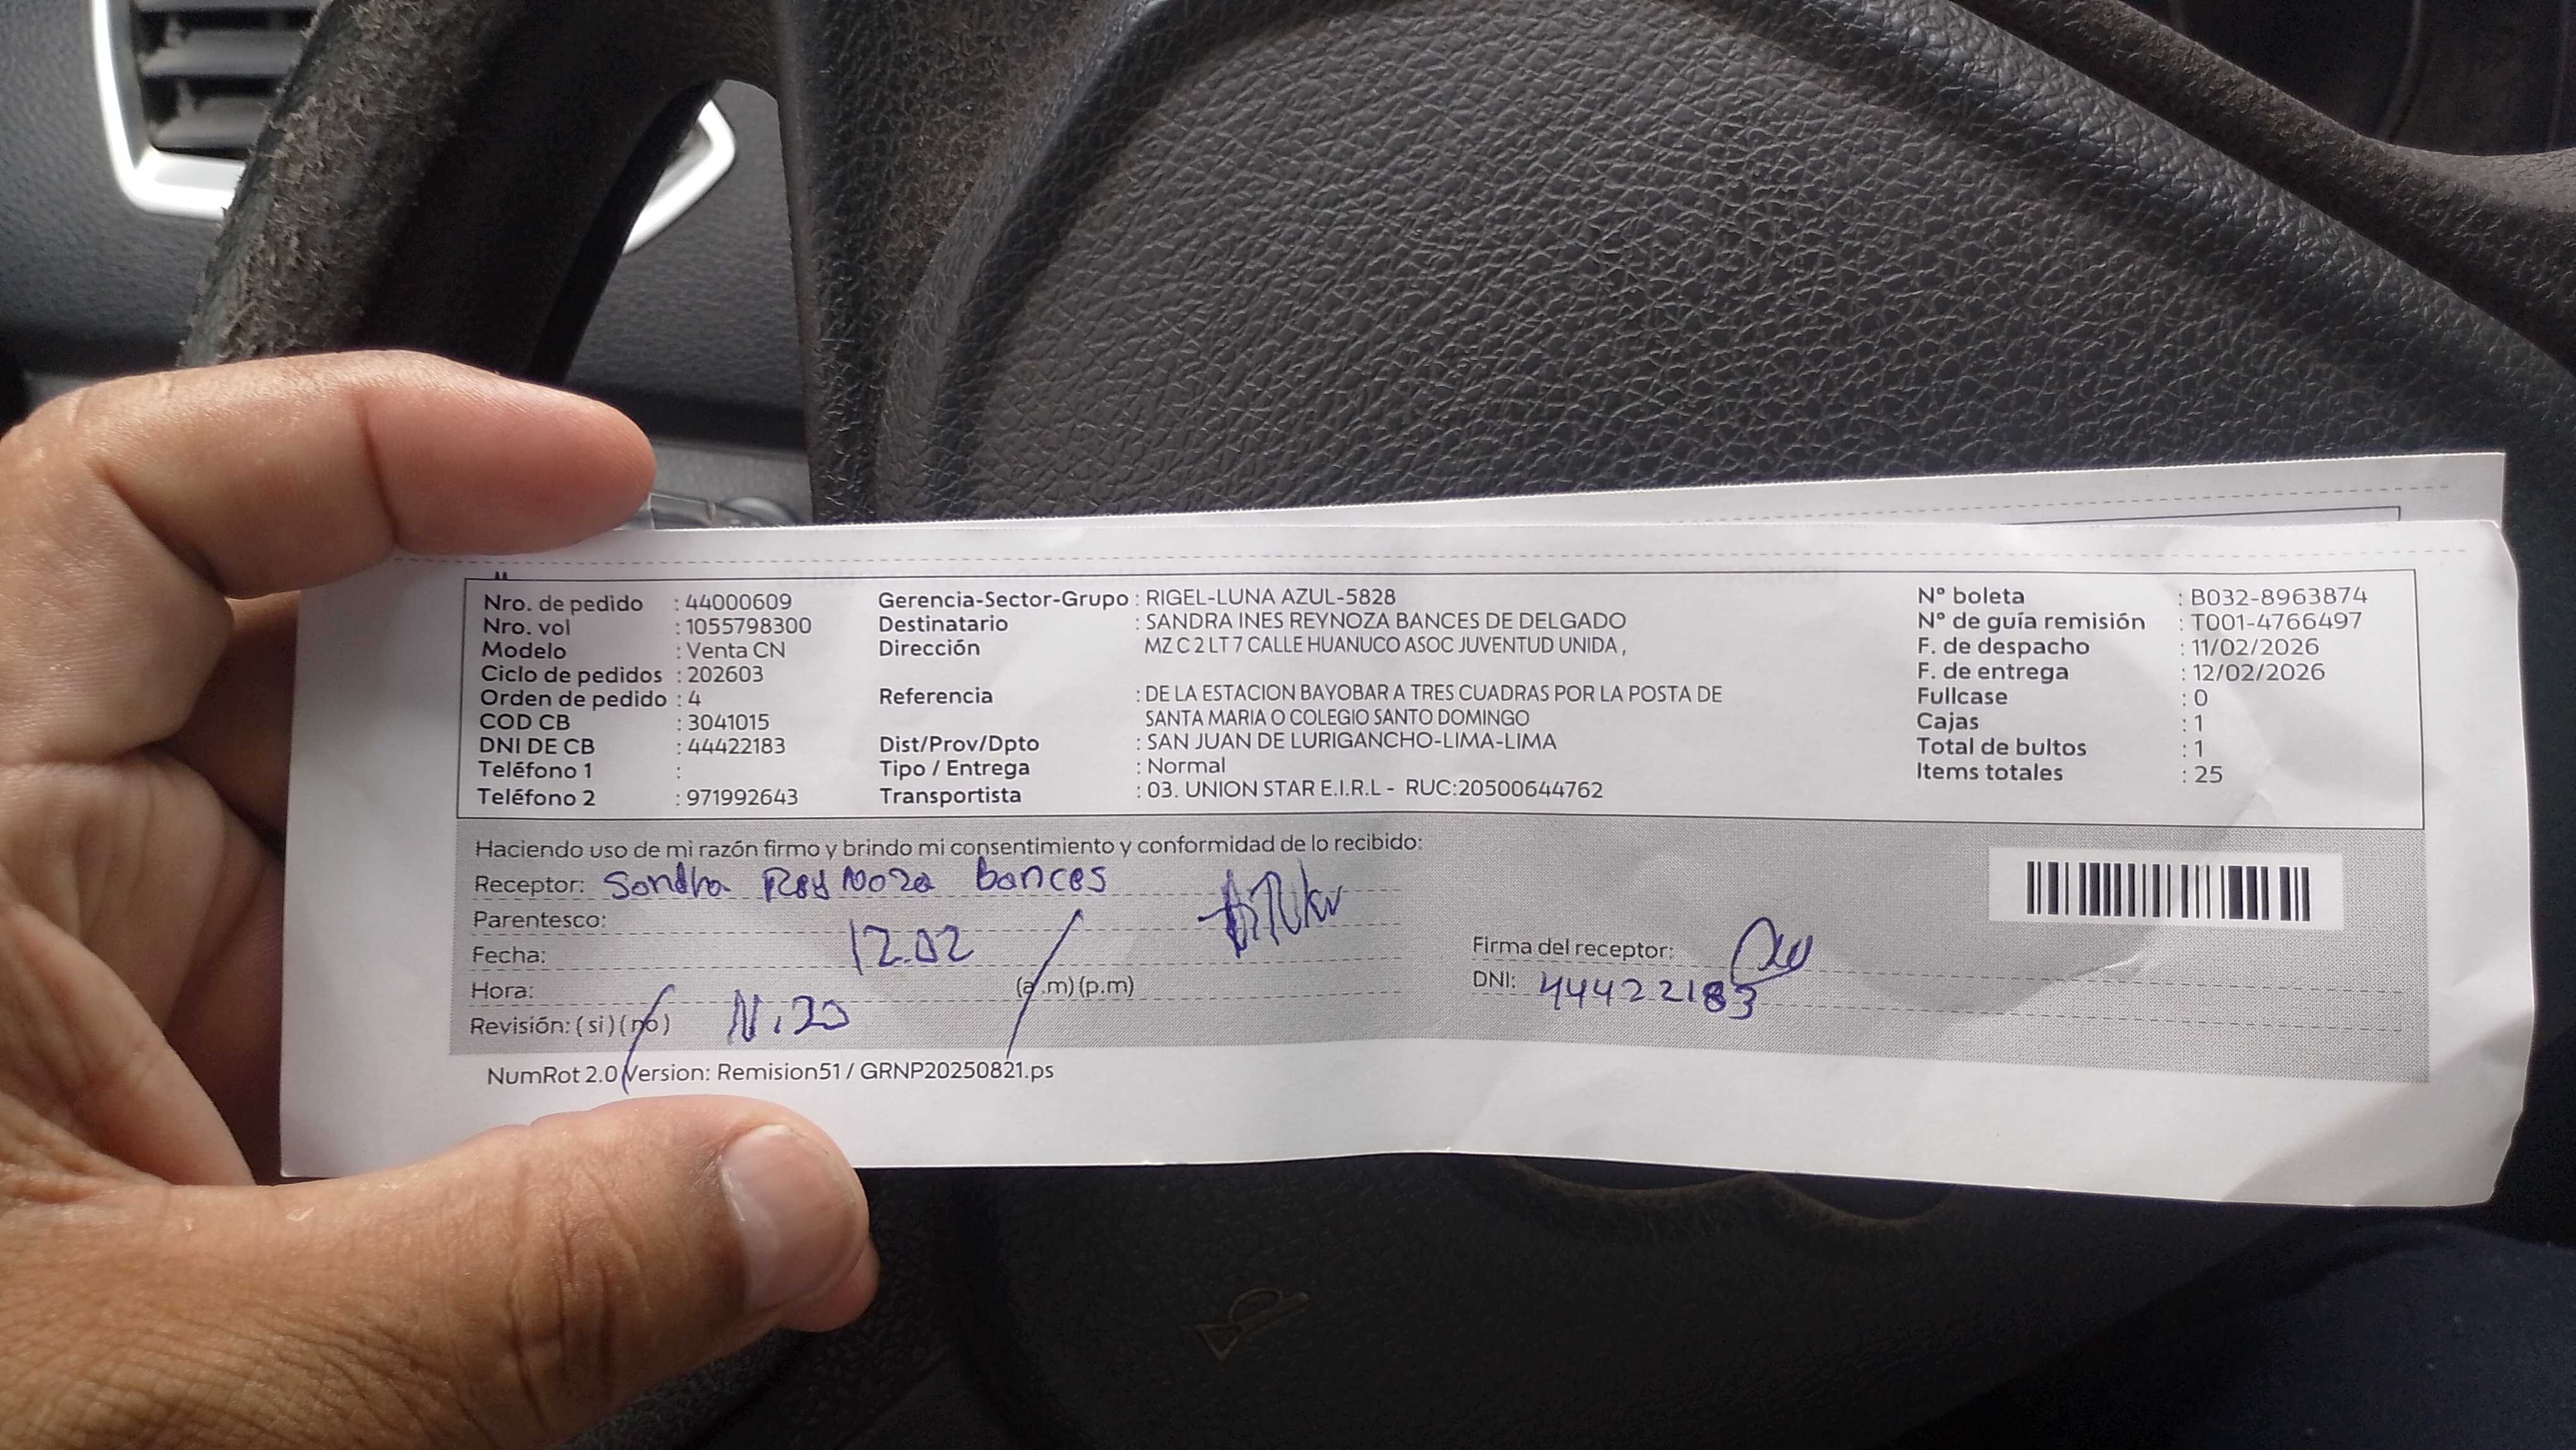 Nro. de pedido : 44000609
Nro. vol : 1055798300
Modelo : Venta CN
Ciclo de pedidos : 202603
Orden de pedido : 4
COD CB : 3041015
DNI DE CB : 44422183
Teléfono 1 :
Teléfono 2 : 971992643
Gerencia-Sector-Grupo : RIGEL-LUNA AZUL-5828
Destinatario : SANDRA INES REYNOZA BANCES DE DELGADO
Dirección MZ C 2 LT 7 CALLE HUANUCO ASOC JUVENTUD UNIDA ,
Referencia : DE LA ESTACION BAYOBAR A TRES CUADRAS POR LA POSTA DE
SANTA MARIA O COLEGIO SANTO DOMINGO
Dist/Prov/Dpto : SAN JUAN DE LURIGANCHO-LIMA-LIMA
Tipo / Entrega : Normal
Transportista : 03. UNION STAR E.I.R.L - RUC:20500644762
N° boleta : B032-8963874
N° de guía remisión : T001-4766497
F. de despacho : 11/02/2026
F. de entrega : 12/02/2026
Fullcase : 0
Cajas : 1
Total de bultos : 1
Items totales : 25
Haciendo uso de mi razón firmo y brindo mi consentimiento y conformidad de lo recibido:
Receptor: Sandra Reynoza bances
Parentesco:
Fecha: 12.02
Hora: (a.m) (p.m)
Revisión: (si) (no)
Firma del receptor:
DNI: 44422183
NumRot 2.0 Version: Remision51 / GRNP20250821.ps